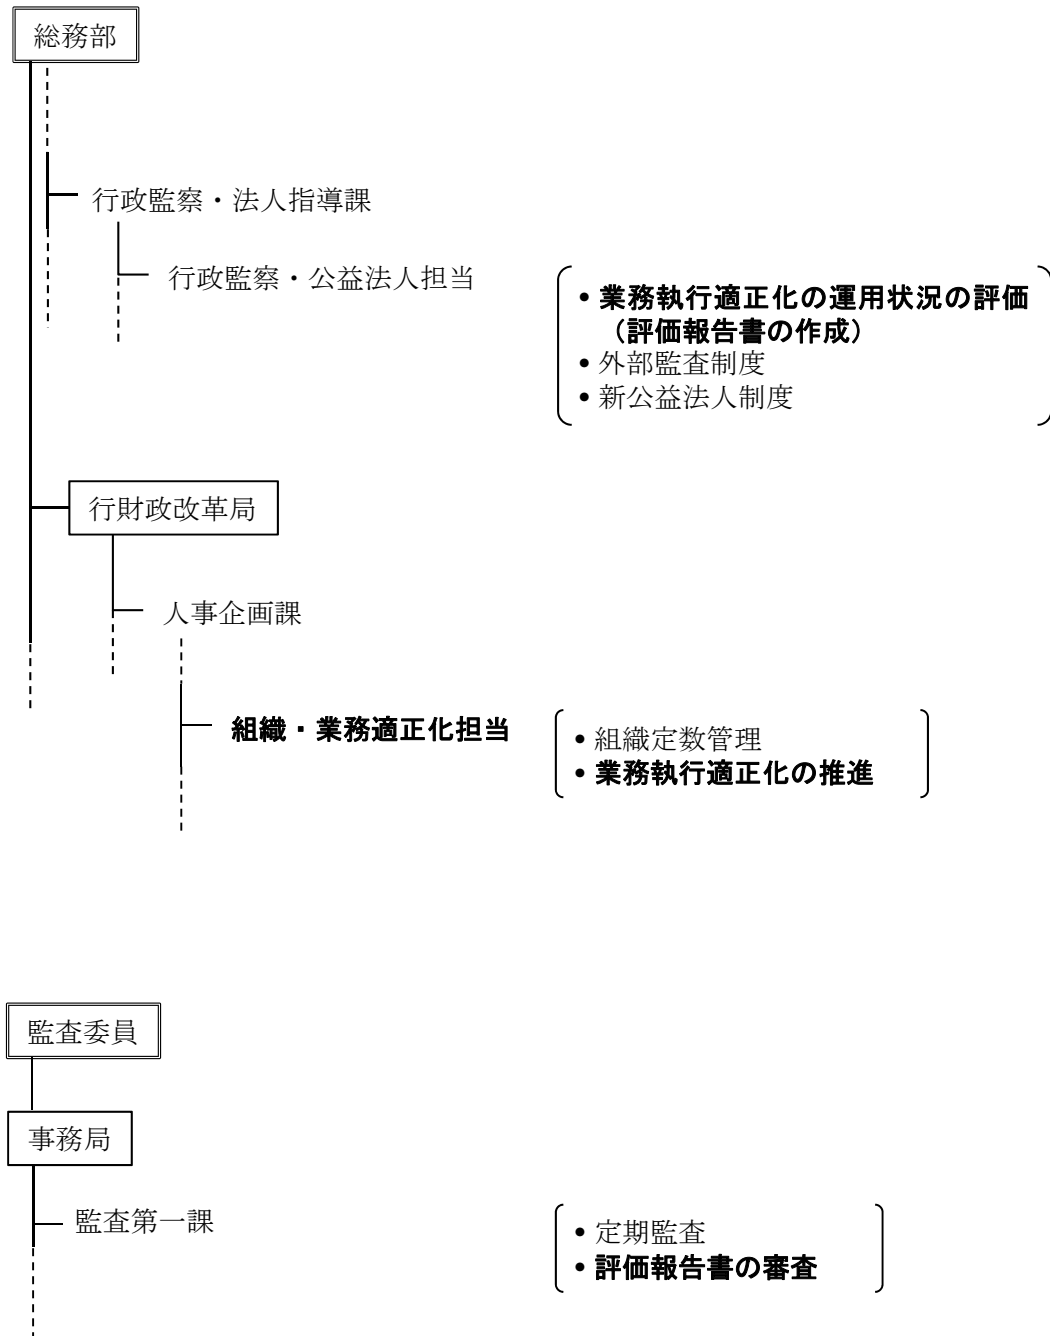 総務部
行政監察・法人指導課
行政監察・公益法人担当
• 業務執行適正化の運用状況の評価
（評価報告書の作成）
• 外部監査制度
• 新公益法人制度
行財政改革局
人事企画課
組織・業務適正化担当
• 組織定数管理
• 業務執行適正化の推進
監査委員
事務局
監査第一課
• 定期監査
• 評価報告書の審査